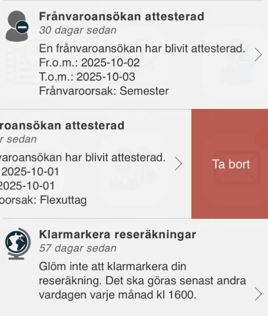 Frånvaroansökan attesterad
30 dagar sedan
En frånvaroansökan har blivit attesterad.
Fr.o.m.: 2025-10-02
T.o.m.: 2025-10-03
Frånvaroorsak: Semester
roansökan attesterad
r sedan
varoansökan har blivit attesterad.
2025-10-01
2025-10-01
oorsak: Flexuttag
Ta bort
Klarmarkera reseräkningar
57 dagar sedan
Glöm inte att klarmarkera din
reseräkning. Det ska göras senast andra
vardagen varje månad kl 1600.